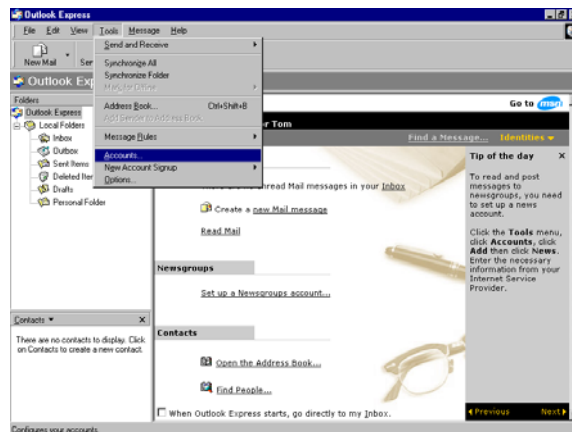 Outlook Express
File Edit View Tools Message Help
New Mail
Send and Receive
Synchronize All
Synchronize Folder
Address Book... Ctrl+Shift+B
Add Sender to Address Book
Message Rules
Accounts...
New Account Signup
Options...
Folders
Outlook Express
Local Folders
Inbox
Outbox
Sent Items
Deleted Iter
Drafts
Personal Folder
Contacts
There are no contacts to display. Click
on Contacts to create a new contact.
Go to msn
or Tom
Find a Message... Identities
nread Mail messages in your Inbox
Create a new Mail message
Read Mail
Newsgroups
Set up a Newsgroups account...
Contacts
Open the Address Book...
Find People...
When Outlook Express starts, go directly to my Inbox.
Tip of the day X
To read and post
messages to
newsgroups, you need
to set up a news
account.
Click the Tools menu,
click Accounts, click
Add then click News.
Enter the necessary
information from your
Internet Service
Provider.
Previous Next
Configures your accounts.